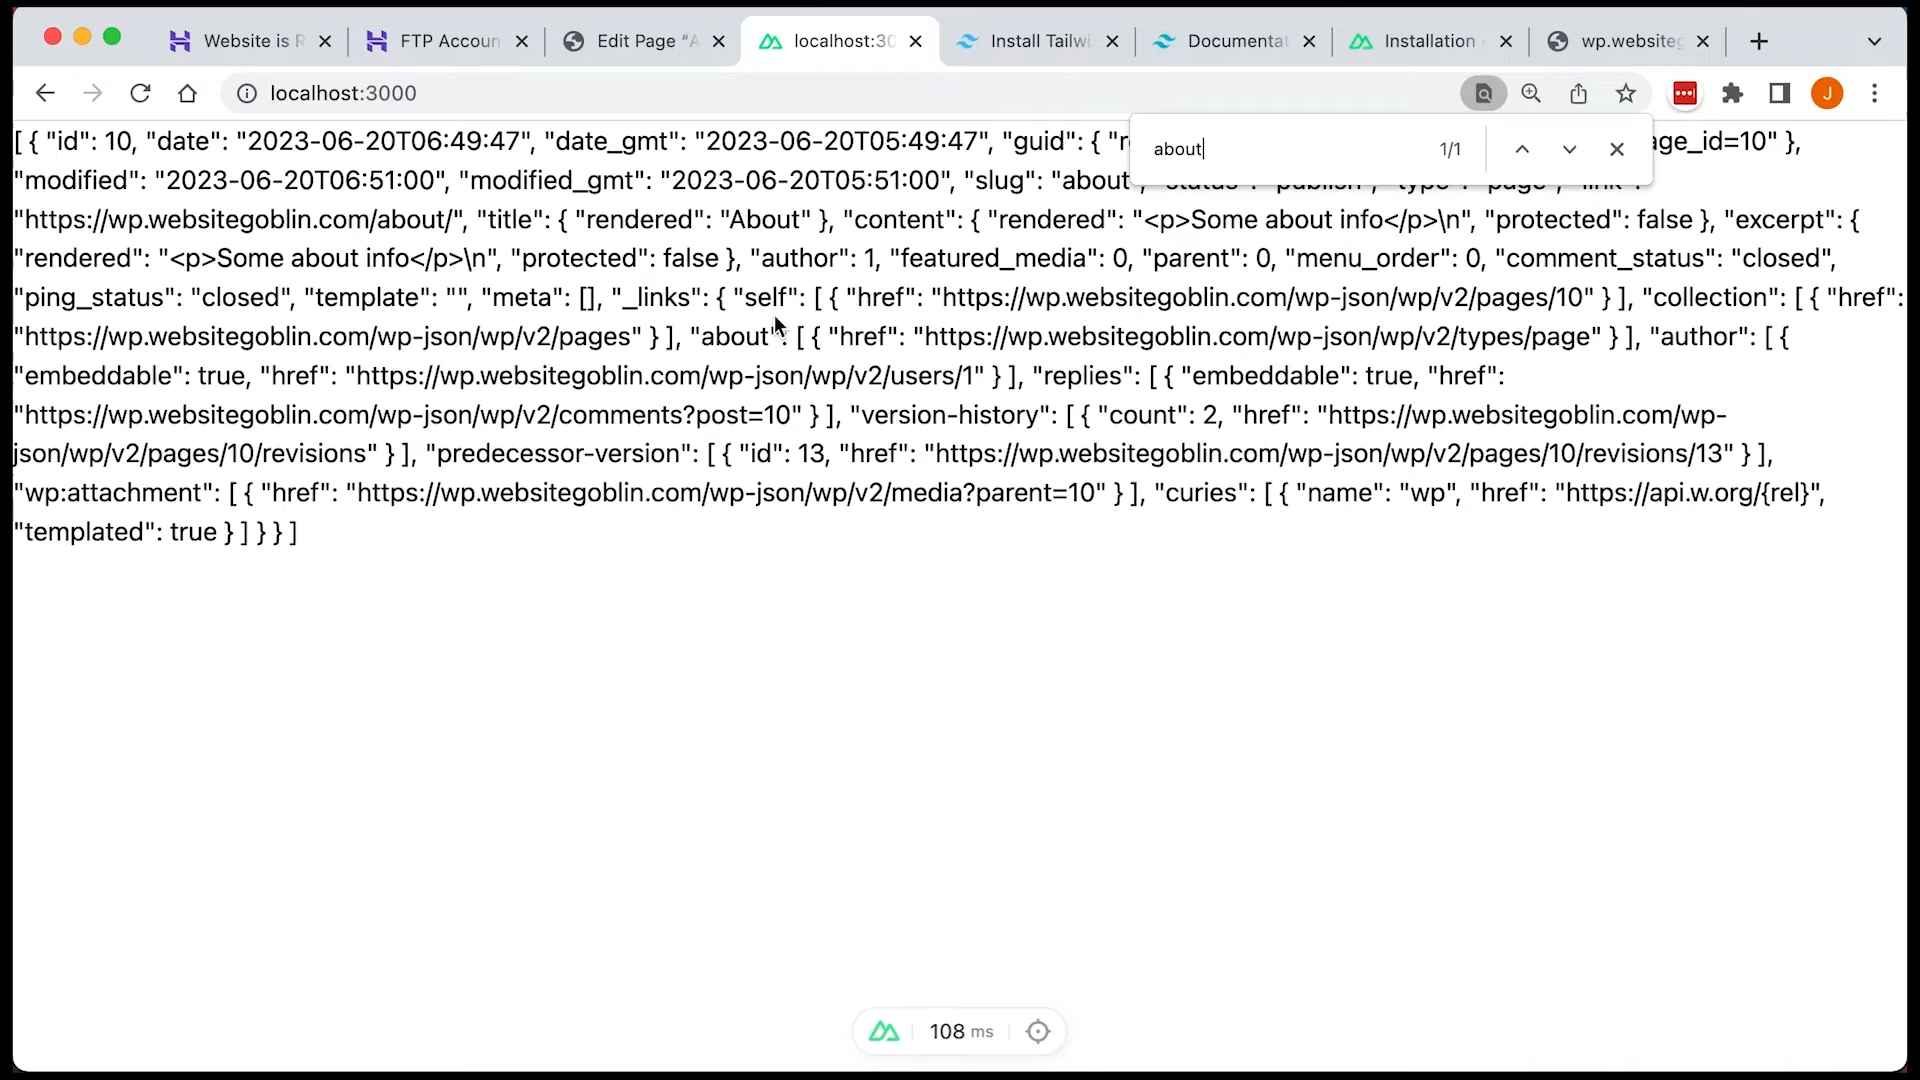 Website is R
FTP Accoun
Edit Page "A
localhost:30
Install Tailwi
Documentat
Installation
wp.websiteg
localhost:3000
J
about
1/1
[ { "id": 10, "date": "2023-06-20T06:49:47", "date_gmt": "2023-06-20T05:49:47", "guid": { "r age_id=10" },
"modified": "2023-06-20T06:51:00", "modified_gmt": "2023-06-20T05:51:00", "slug": "about", "status": "publish", "type": "page", "link":
"https://wp.websitegoblin.com/about/", "title": { "rendered": "About" }, "content": { "rendered": "<p>Some about info</p>\n", "protected": false }, "excerpt": {
"rendered": "<p>Some about info</p>\n", "protected": false }, "author": 1, "featured_media": 0, "parent": 0, "menu_order": 0, "comment_status": "closed",
"ping_status": "closed", "template": "", "meta": [], "_links": { "self": [ { "href": "https://wp.websitegoblin.com/wp-json/wp/v2/pages/10" } ], "collection": [ { "href":
"https://wp.websitegoblin.com/wp-json/wp/v2/pages" } ], "about": [ { "href": "https://wp.websitegoblin.com/wp-json/wp/v2/types/page" } ], "author": [ {
"embeddable": true, "href": "https://wp.websitegoblin.com/wp-json/wp/v2/users/1" } ], "replies": [ { "embeddable": true, "href":
"https://wp.websitegoblin.com/wp-json/wp/v2/comments?post=10" } ], "version-history": [ { "count": 2, "href": "https://wp.websitegoblin.com/wp-
json/wp/v2/pages/10/revisions" } ], "predecessor-version": [ { "id": 13, "href": "https://wp.websitegoblin.com/wp-json/wp/v2/pages/10/revisions/13" } ],
"wp:attachment": [ { "href": "https://wp.websitegoblin.com/wp-json/wp/v2/media?parent=10" } ], "curies": [ { "name": "wp", "href": "https://api.w.org/{rel}",
"templated": true } ] } } ]
108 ms